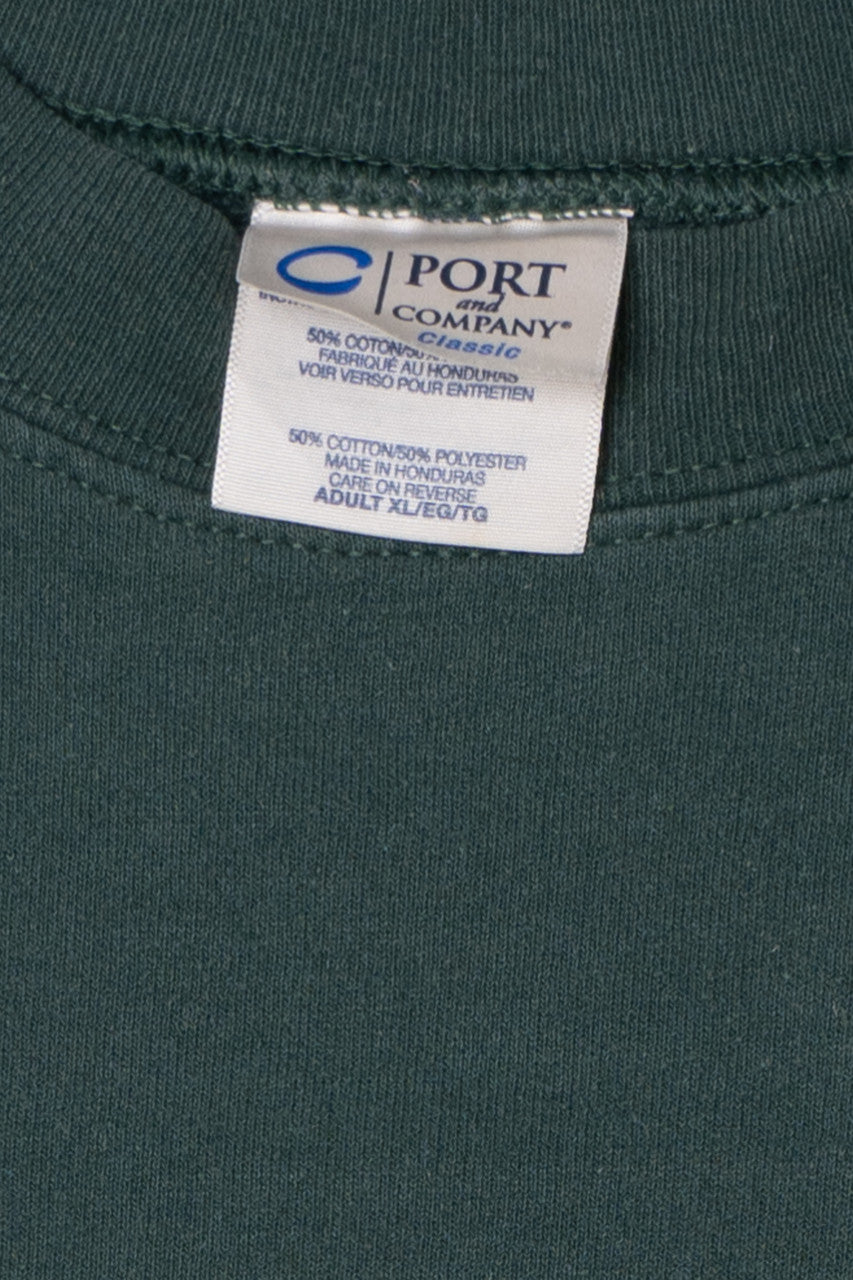 PORT
and
COMPANY®
Classic
50% COTON/50%
FABRIQUÉ AU HONDURAS
VOIR VERSO POUR ENTRETIEN
50% COTTON/50% POLYESTER
MADE IN HONDURAS
CARE ON REVERSE
ADULT XL/EG/TG